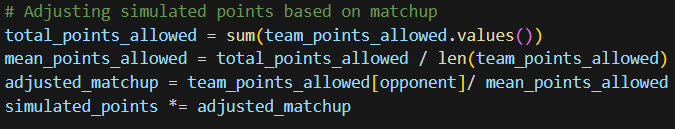 # Adjusting simulated points based on matchup
total_points_allowed = sum(team_points_allowed.values())
mean_points_allowed = total_points_allowed / len(team_points_allowed)
adjusted_matchup = team_points_allowed[opponent]/ mean_points_allowed
simulated_points *= adjusted_matchup